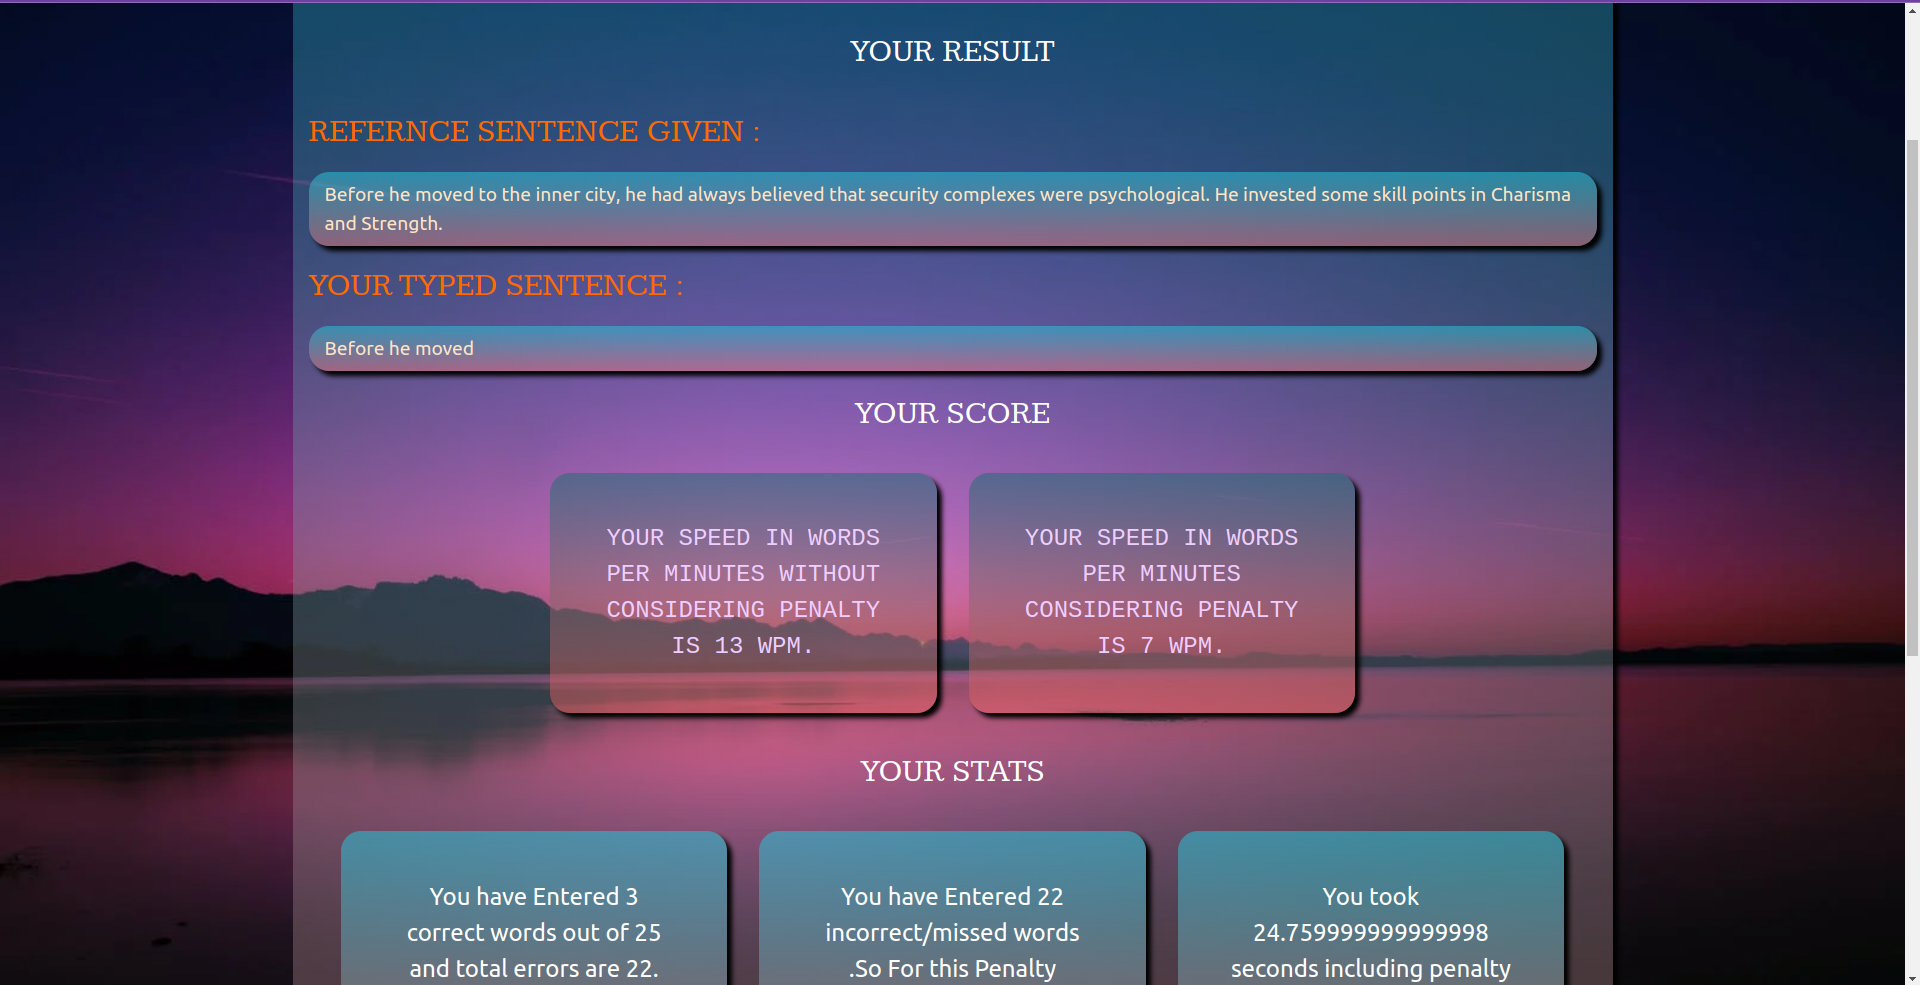 YOUR RESULT
REFERNCE SENTENCE GIVEN :
Before he moved to the inner city, he had always believed that security complexes were psychological. He invested some skill points in Charisma
and Strength.
YOUR TYPED SENTENCE :
Before he moved
YOUR SCORE
YOUR SPEED IN WORDS
PER MINUTES WITHOUT
CONSIDERING PENALTY
IS 13 WPM.
YOUR SPEED IN WORDS
PER MINUTES
CONSIDERING PENALTY
IS 7 WPM.
YOUR STATS
You have Entered 3
correct words out of 25
and total errors are 22.
You have Entered 22
incorrect/missed words
.So For this Penalty
You took
24.759999999999998
seconds including penalty